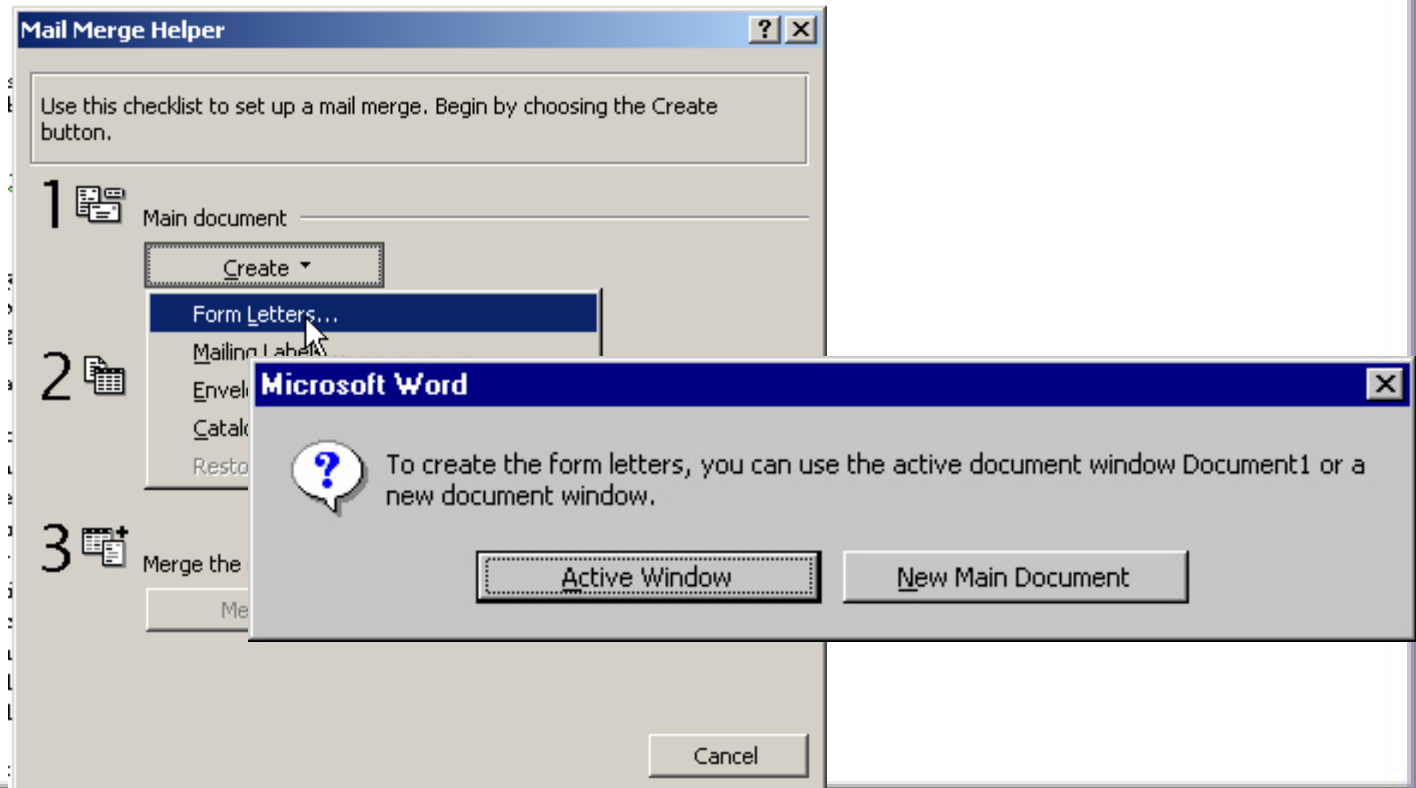 Mail Merge Helper
Use this checklist to set up a mail merge. Begin by choosing the Create
button.
1
Main document
Create
Form Letters...
Mailing Labels...
2
Microsoft Word
To create the form letters, you can use the active document window Document1 or a
new document window.
3
Merge the
Active Window
New Main Document
Cancel